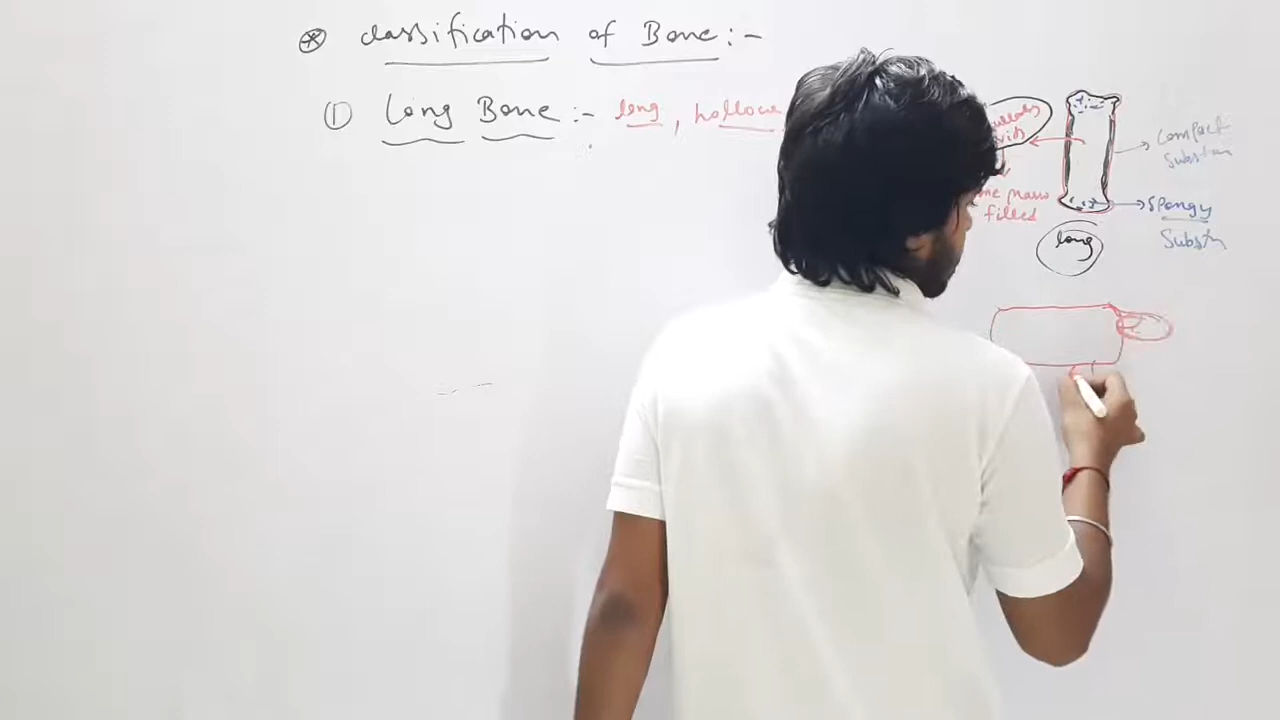 * classification of Bone :-
① Long Bone :- long, hollow
filled
Compact
Substan
Spongy
Substn
long